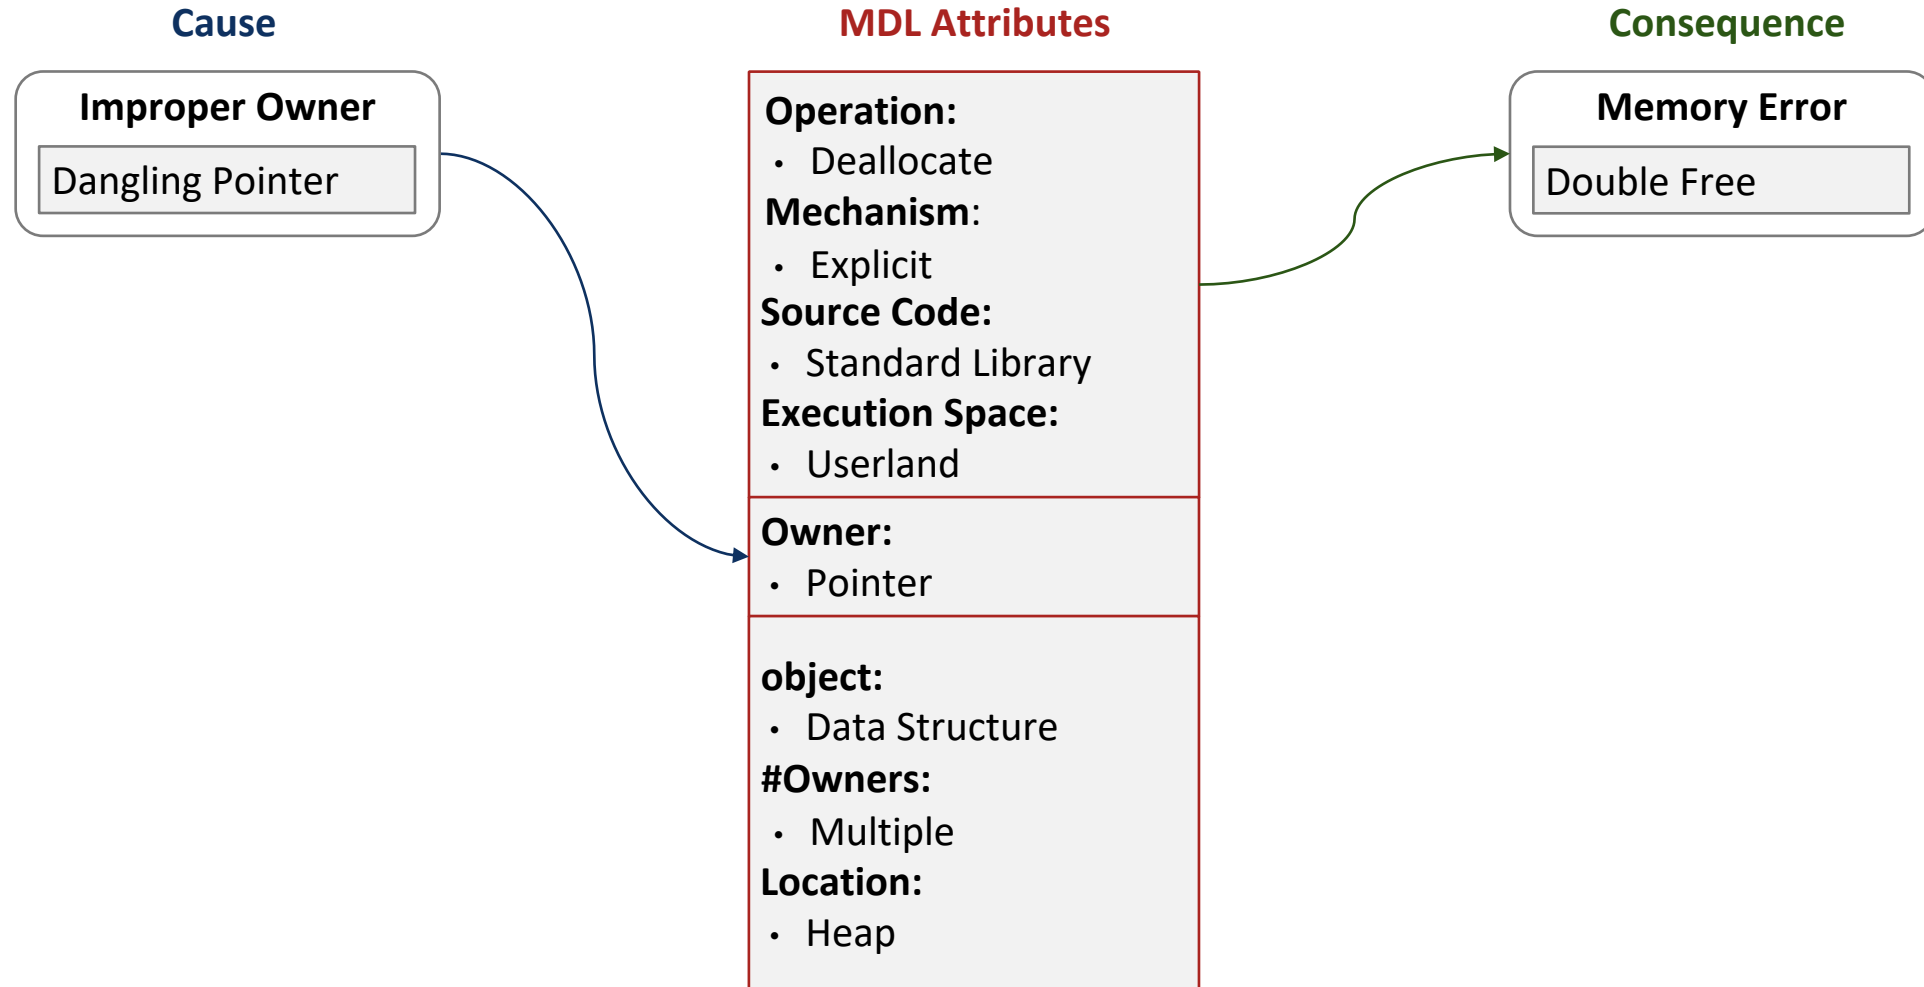 Cause
MDL Attributes
Consequence
Improper Owner
Dangling Pointer
Operation:
• Deallocate
Mechanism:
• Explicit
Source Code:
• Standard Library
Execution Space:
• Userland
Owner:
• Pointer
object:
• Data Structure
#Owners:
• Multiple
Location:
• Heap
Memory Error
Double Free